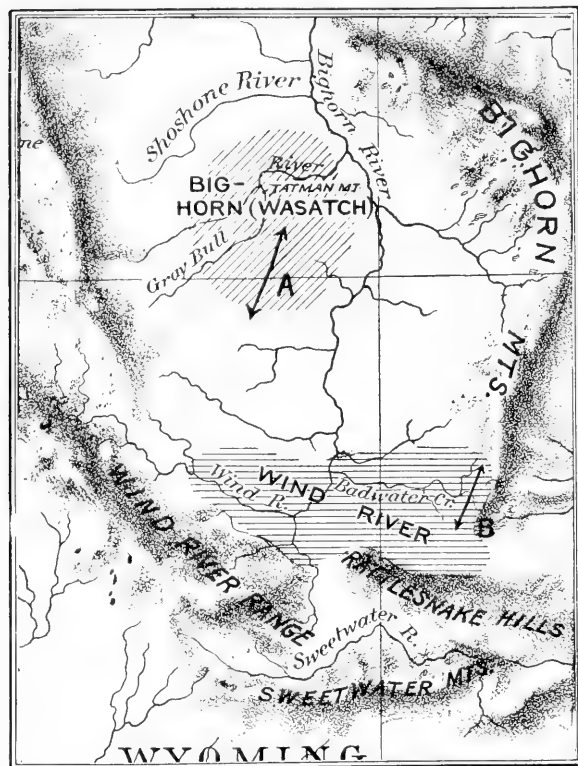 Shoshone River
Bighorn River
BIGHORN
MTS.
ne
River
TATMAN MT
BIG-
HORN (WASATCH)
Gray Bull
A
WIND
RIVER
Wind R.
Badwater Cr.
B
WIND RIVER RANGE
RATTLESNAKE HILLS
Sweetwater R.
SWEETWATER MTS.
WYOMING